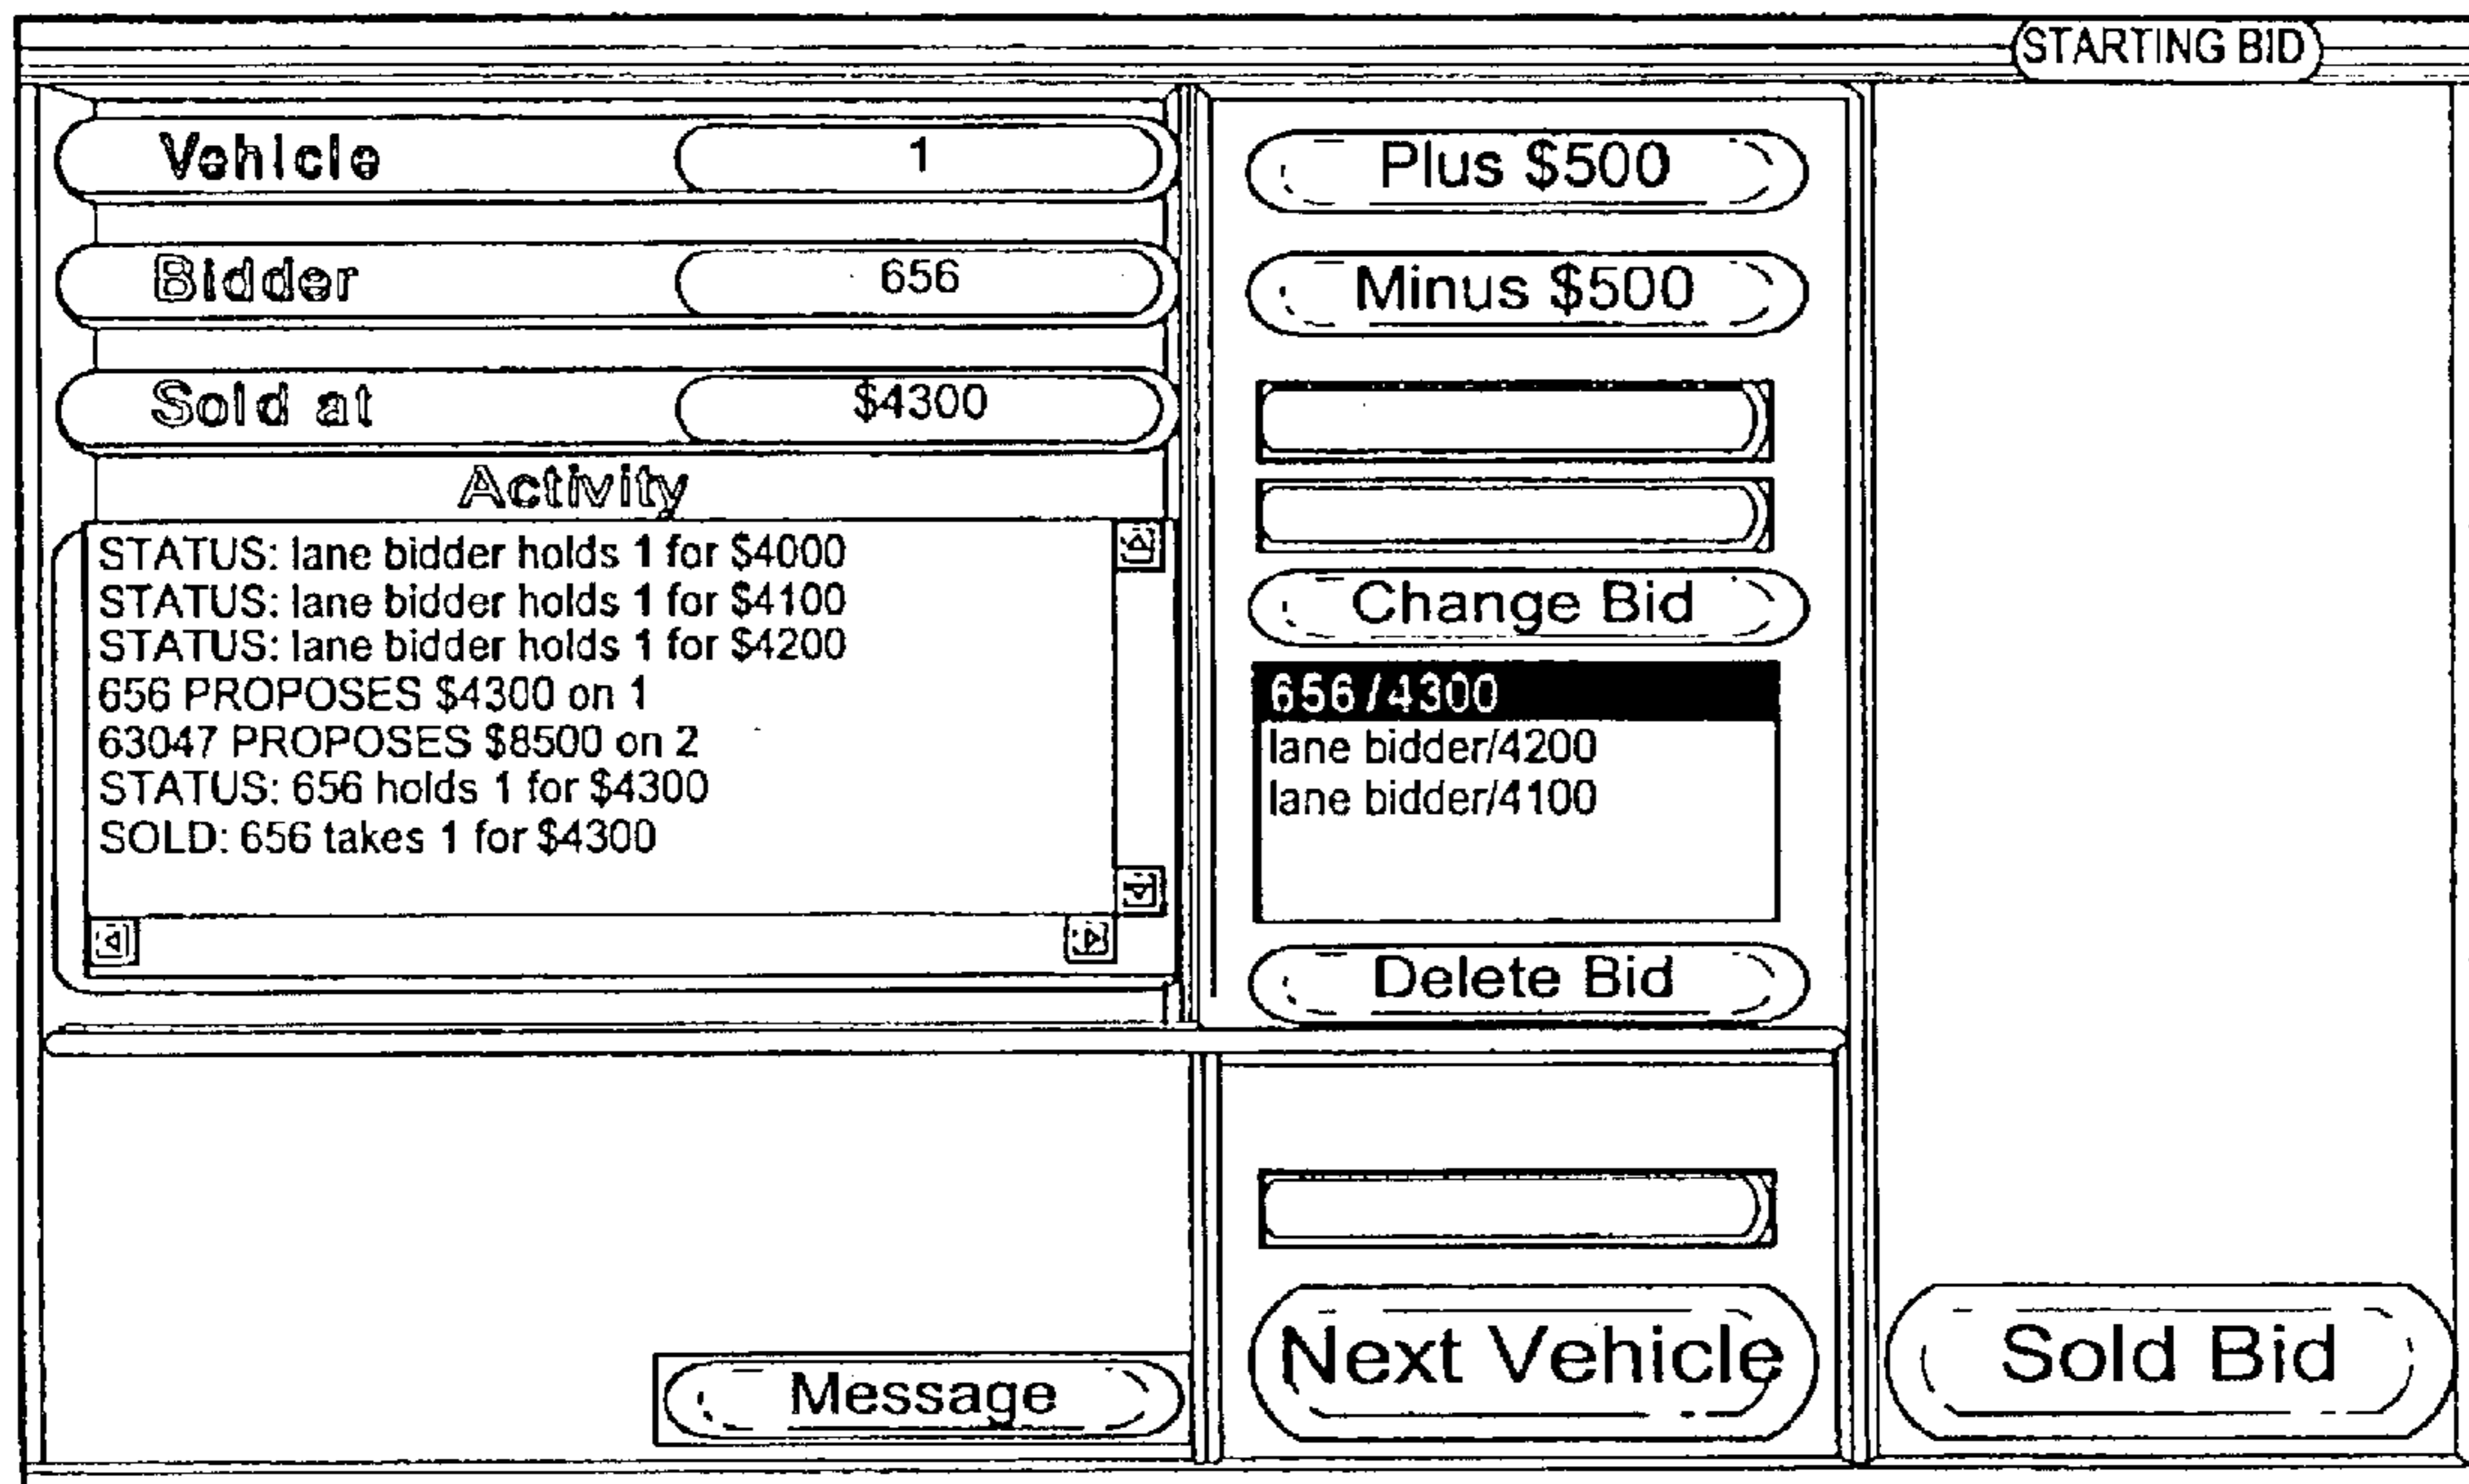 STARTING BID
Vehicle 1
Bidder 656
Sold at $4300
Activity
STATUS: lane bidder holds 1 for $4000
STATUS: lane bidder holds 1 for $4100
STATUS: lane bidder holds 1 for $4200
656 PROPOSES $4300 on 1
63047 PROPOSES $8500 on 2
STATUS: 656 holds 1 for $4300
SOLD: 656 takes 1 for $4300
Plus $500
Minus $500
Change Bid
656/4300
lane bidder/4200
lane bidder/4100
Delete Bid
Message
Next Vehicle
Sold Bid